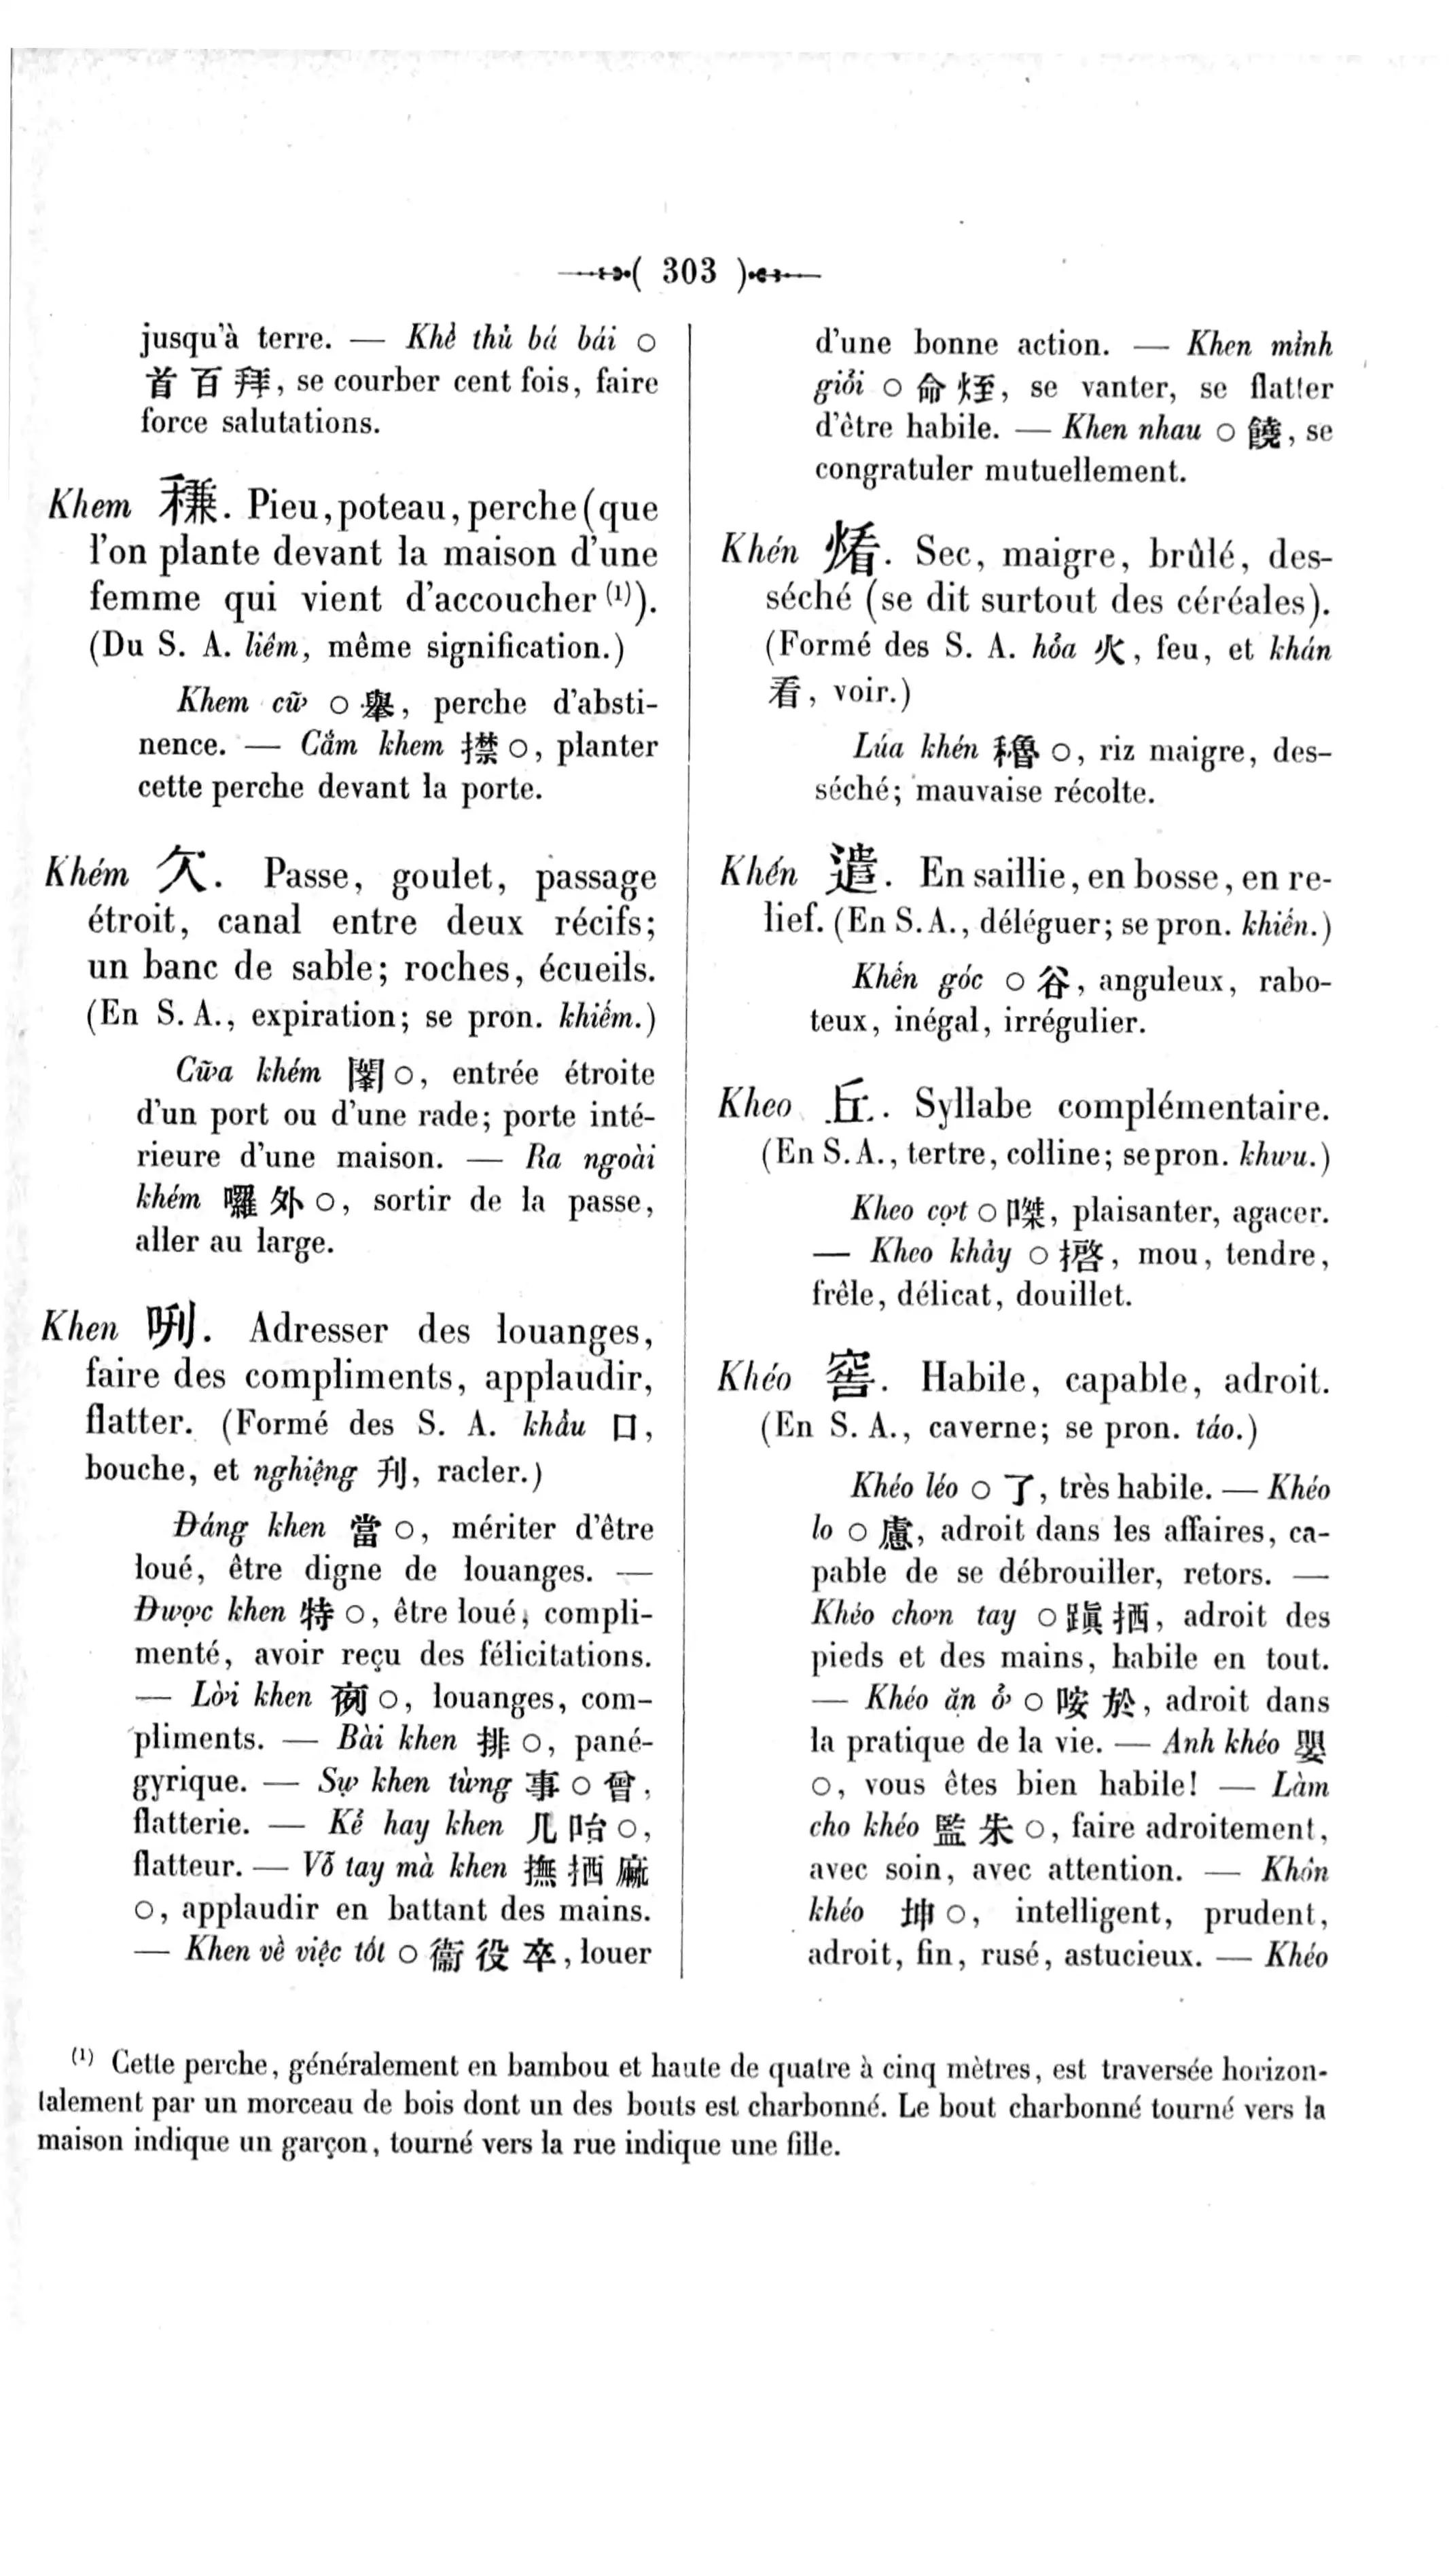 ( 303 )
jusqu'à terre. — Khể thủ bá bái ○
首 百 拜, se courber cent fois, faire
force salutations.
Khem 稴. Pieu, poteau, perche (que
l'on plante devant la maison d'une
femme qui vient d'accoucher (1)).
(Du S. A. liêm, même signification.)
Khem cữ ○ 舉, perche d'absti-
nence. — Cắm khem 㩒 ○, planter
cette perche devant la porte.
Khém 欠. Passe, goulet, passage
étroit, canal entre deux récifs;
un banc de sable; roches, écueils.
(En S. A., expiration; se pron. khiếm.)
Cữa khém ○, entrée étroite
d'un port ou d'une rade; porte inté-
rieure d'une maison. — Ra ngoài
khém 囉 外 ○, sortir de la passe,
aller au large.
Khen 𠸦. Adresser des louanges,
faire des compliments, applaudir,
flatter. (Formé des S. A. khẩu 口,
bouche, et nghiệng 刋, racler.)
Đáng khen 當 ○, mériter d'être
loué, être digne de louanges. —
Được khen 特 ○, être loué, compli-
menté, avoir reçu des félicitations.
— Lời khen ○, louanges, com-
pliments. — Bài khen 排 ○, pané-
gyrique. — Sự khen từng 事 ○ 曾,
flatterie. — Kể hay khen 几 咍 ○,
flatteur. — Vỗ tay mà khen 撫 拪 麻
○, applaudir en battant des mains.
— Khen về việc tốt ○ 衞 役 卒, louer
d'une bonne action. — Khen mình
giỏi ○ 命 烶, se vanter, se flatter
d'être habile. — Khen nhau ○ 饒, se
congratuler mutuellement.
Khén 㷛. Sec, maigre, brûlé, des-
séché (se dit surtout des céréales).
(Formé des S. A. hỏa 火, feu, et khán
看, voir.)
Lúa khén 穭 ○, riz maigre, des-
séché; mauvaise récolte.
Khén 遣. En saillie, en bosse, en re-
lief. (En S. A., déléguer; se pron. khiến.)
Khển góc ○ 谷, anguleux, rabo-
teux, inégal, irrégulier.
Kheo 丘. Syllabe complémentaire.
(En S. A., tertre, colline; se pron. khưu.)
Kheo cợt ○ 㗫, plaisanter, agacer.
— Kheo khảy ○ 撽, mou, tendre,
frêle, délicat, douillet.
Khéo 窖. Habile, capable, adroit.
(En S. A., caverne; se pron. táo.)
Khéo léo ○ 了, très habile. — Khéo
lo ○ 慮, adroit dans les affaires, ca-
pable de se débrouiller, retors. —
Khéo chơn tay ○ 蹎 拪, adroit des
pieds et des mains, habile en tout.
— Khéo ăn ở ○ 咹 於, adroit dans
la pratique de la vie. — Anh khéo 嬰
○, vous êtes bien habile! — Làm
cho khéo 監 朱 ○, faire adroitement,
avec soin, avec attention. — Khôn
khéo 坤 ○, intelligent, prudent,
adroit, fin, rusé, astucieux. — Khéo
(1) Cette perche, généralement en bambou et haute de quatre à cinq mètres, est traversée horizon-
talement par un morceau de bois dont un des bouts est charbonné. Le bout charbonné tourné vers la
maison indique un garçon, tourné vers la rue indique une fille.